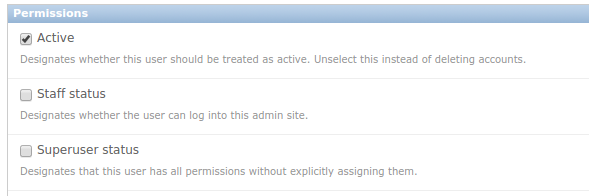 Permissions
Active
Designates whether this user should be treated as active. Unselect this instead of deleting accounts.
Staff status
Designates whether the user can log into this admin site.
Superuser status
Designates that this user has all permissions without explicitly assigning them.